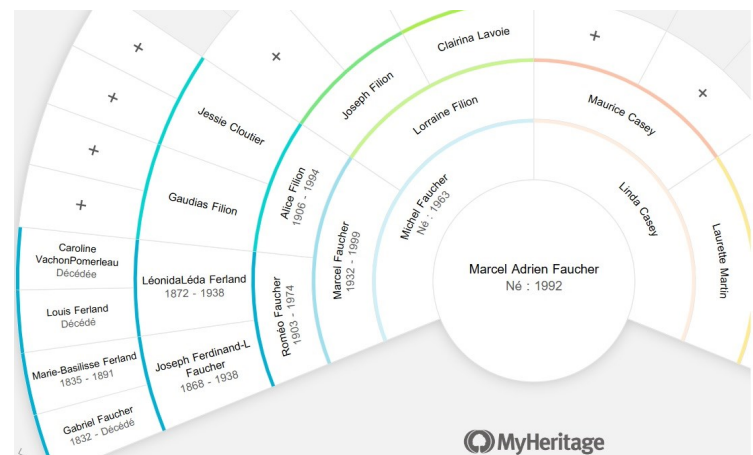 Clairina Lavoie
Joseph Filion
Lorraine Filion
Maurice Casey
Jessie Cloutier
Gaudias Filion
Alice Filion
1906 - 1994
Michel Faucher
Né : 1963
Linda Casey
Laurette Martin
Caroline
VachonPomerleau
Décédée
LéonidaLéda Ferland
1872 - 1938
Marcel Faucher
1932 - 1999
Marcel Adrien Faucher
Né : 1992
Louis Ferland
Décédé
Roméo Faucher
1903 - 1974
Marie-Basilisse Ferland
1835 - 1891
Joseph Ferdinand-L
Faucher
1868 - 1938
Gabriel Faucher
1832 - Décédé
MyHeritage